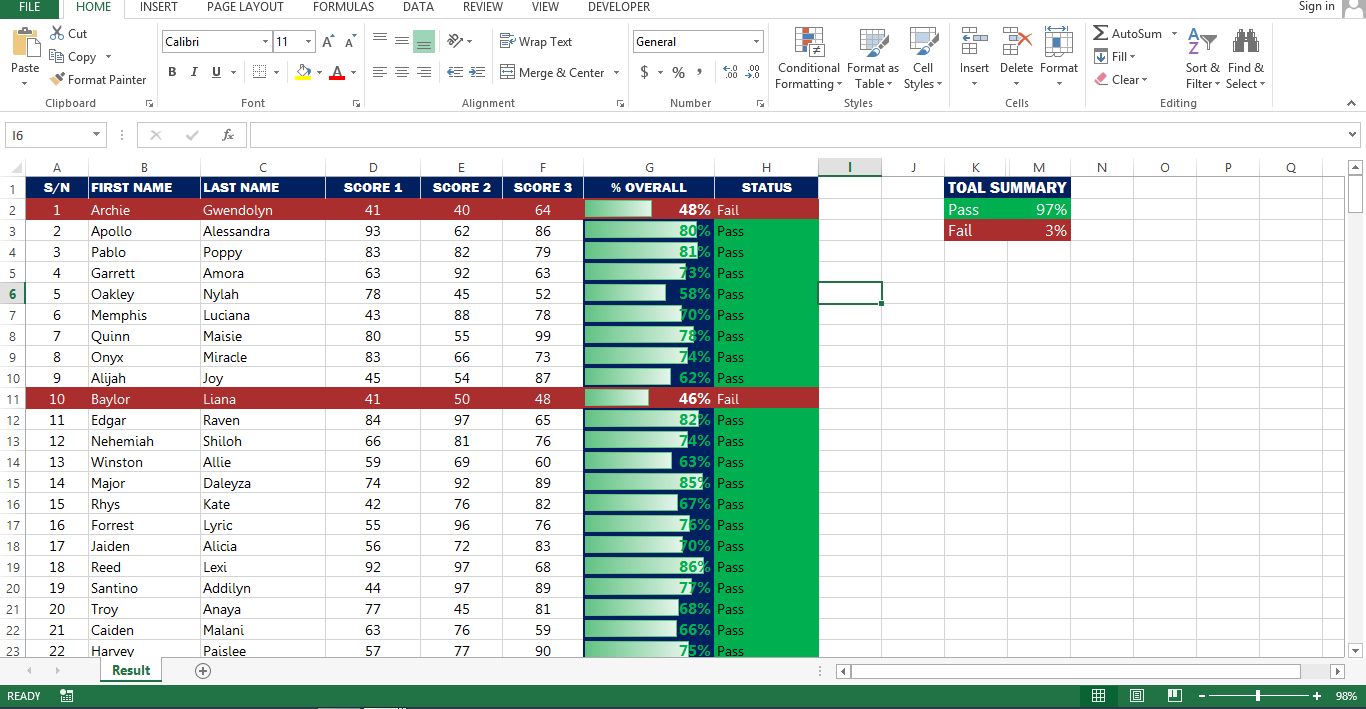 FILE HOME INSERT PAGE LAYOUT FORMULAS DATA REVIEW VIEW DEVELOPER Sign in
Paste
Cut
Copy
Format Painter
Clipboard
Calibri 11
B I U
Font
Wrap Text
Merge & Center
Alignment
General
$ % ,
Number
Conditional Formatting
Format as Table
Cell Styles
Styles
Insert Delete Format
Cells
AutoSum
Fill
Clear
Sort & Filter
Find & Select
Editing
I6 fx
A B C D E F G H I J K M N O P Q
1 S/N FIRST NAME LAST NAME SCORE 1 SCORE 2 SCORE 3 % OVERALL STATUS TOAL SUMMARY
2 1 Archie Gwendolyn 41 40 64 48% Fail Pass 97%
3 2 Apollo Alessandra 93 62 86 80% Pass Fail 3%
4 3 Pablo Poppy 83 82 79 81% Pass
5 4 Garrett Amora 63 92 63 73% Pass
6 5 Oakley Nylah 78 45 52 58% Pass
7 6 Memphis Luciana 43 88 78 70% Pass
8 7 Quinn Maisie 80 55 99 78% Pass
9 8 Onyx Miracle 83 66 73 74% Pass
10 9 Alijah Joy 45 54 87 62% Pass
11 10 Baylor Liana 41 50 48 46% Fail
12 11 Edgar Raven 84 97 65 82% Pass
13 12 Nehemiah Shiloh 66 81 76 74% Pass
14 13 Winston Allie 59 69 60 63% Pass
15 14 Major Daleyza 74 92 89 85% Pass
16 15 Rhys Kate 42 76 82 67% Pass
17 16 Forrest Lyric 55 96 76 76% Pass
18 17 Jaiden Alicia 56 72 83 70% Pass
19 18 Reed Lexi 92 97 68 86% Pass
20 19 Santino Addilyn 44 97 89 77% Pass
21 20 Troy Anaya 77 45 81 68% Pass
22 21 Caiden Malani 63 76 59 66% Pass
23 22 Harvey Paislee 57 77 90 75% Pass
Result
READY 98%